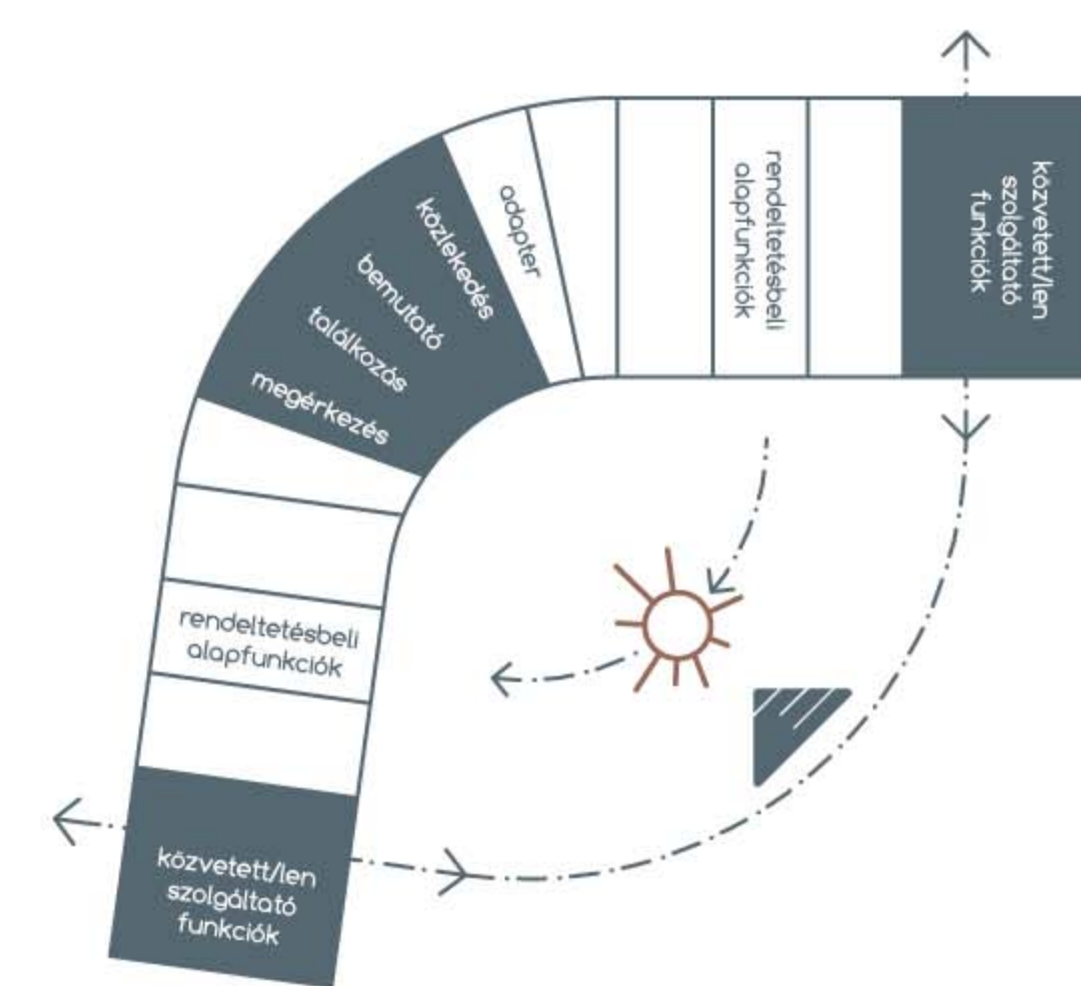 közvetett/len
szolgáltató
funkciók
rendeltetésbeli
alapfunkciók
adapter
közlekedés
bemutató
találkozás
megérkezés
rendeltetésbeli
alapfunkciók
közvetett/len
szolgáltató
funkciók